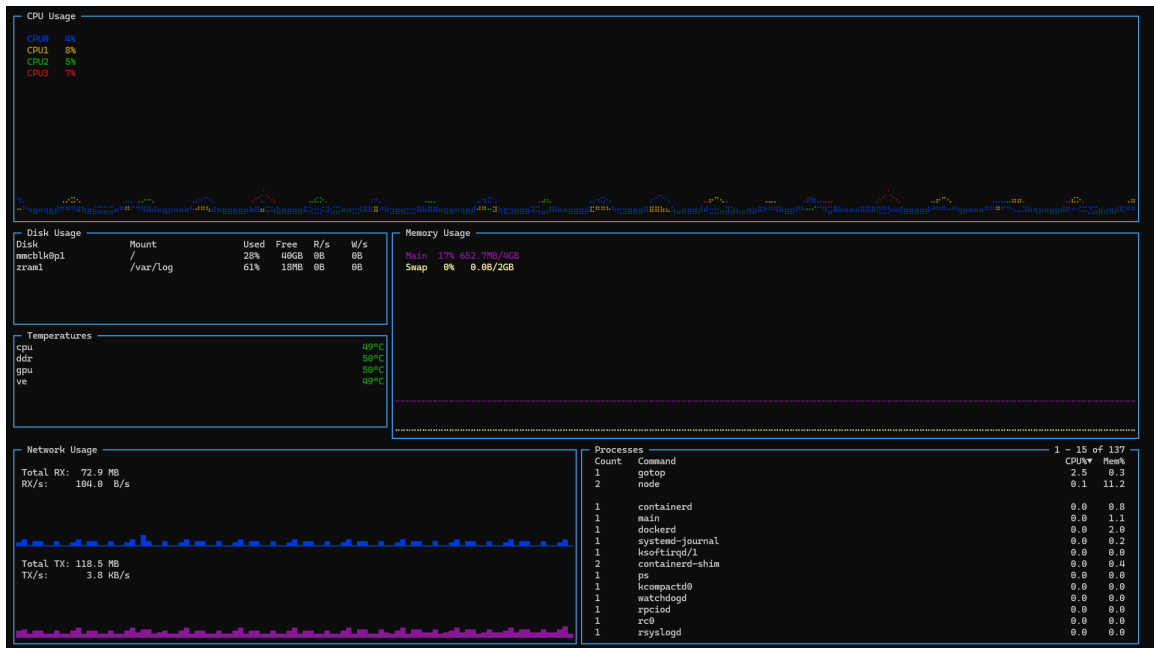 CPU Usage
CPU0 4%
CPU1 8%
CPU2 5%
CPU3 7%
Disk Usage
Disk Mount Used Free R/s W/s
mmcblk0p1 / 28% 40GB 0B 0B
zram1 /var/log 61% 18MB 0B 0B
Memory Usage
Main 17% 652.7MB/4GB
Swap 0% 0.0B/2GB
Temperatures
cpu 49°C
ddr 50°C
gpu 50°C
ve 49°C
Network Usage
Total RX: 72.9 MB
RX/s: 104.0 B/s
Total TX: 118.5 MB
TX/s: 3.8 KB/s
Processes 1 - 15 of 137
Count Command CPU%▼ Mem%
1 gotop 2.5 0.3
2 node 0.1 11.2
1 containerd 0.0 0.8
1 main 0.0 1.1
1 dockerd 0.0 2.0
1 systemd-journal 0.0 0.2
1 ksoftirqd/1 0.0 0.0
2 containerd-shim 0.0 0.4
1 ps 0.0 0.0
1 kcompactd0 0.0 0.0
1 watchdogd 0.0 0.0
1 rpciod 0.0 0.0
1 rc0 0.0 0.0
1 rsyslogd 0.0 0.0